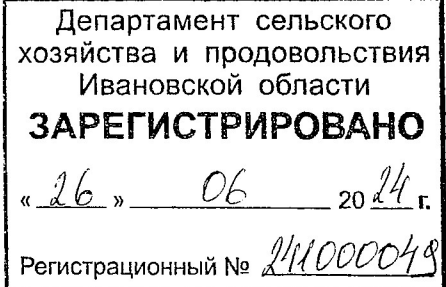 Департамент сельского
хозяйства и продовольствия
Ивановской области
ЗАРЕГИСТРИРОВАНО
« 26 » 06 20 24 г.
Регистрационный № 241000049